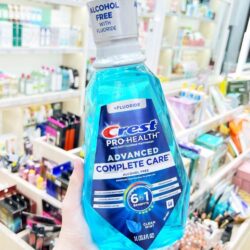 ALCOHOL
FREE
WITH
FLUORIDE
+FLUORIDE
Crest
PRO-HEALTH
ADVANCED
COMPLETE CARE
ALCOHOL FREE
6 in 1